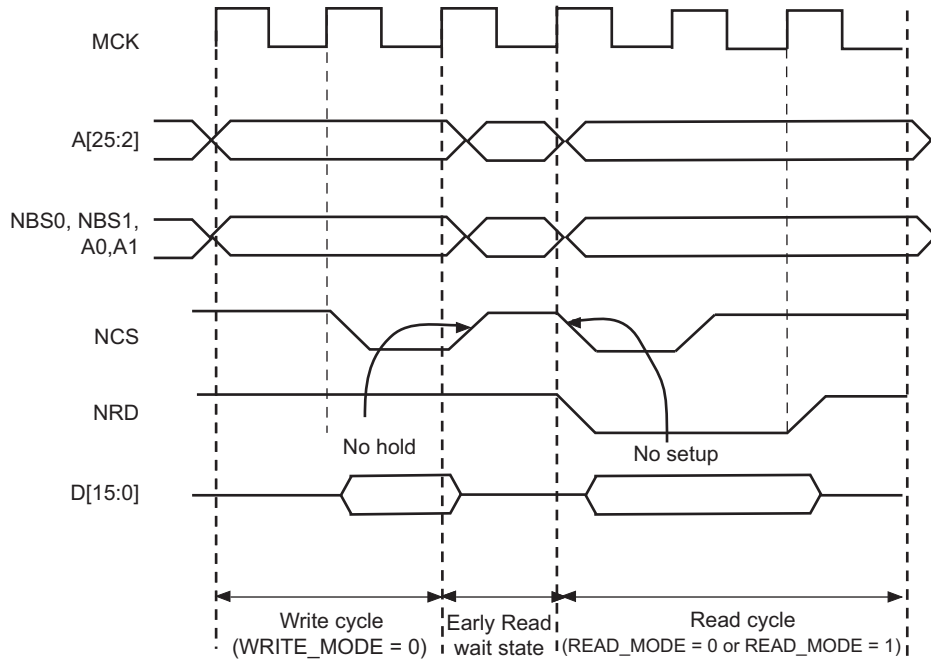 MCK
A[25:2]
NBS0, NBS1,
A0,A1
NCS
NRD
No hold
No setup
D[15:0]
Write cycle
(WRITE_MODE = 0)
Early Read
wait state
Read cycle
(READ_MODE = 0 or READ_MODE = 1)